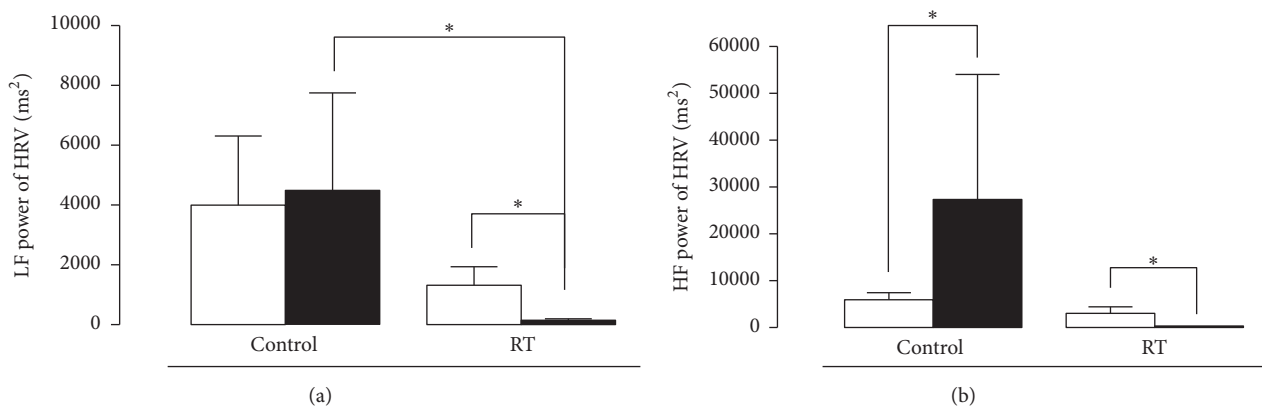 LF power of HRV (ms²)
10000
8000
6000
4000
2000
0
*
*
Control
RT
(a)
HF power of HRV (ms²)
60000
50000
40000
30000
20000
10000
0
*
*
Control
RT
(b)